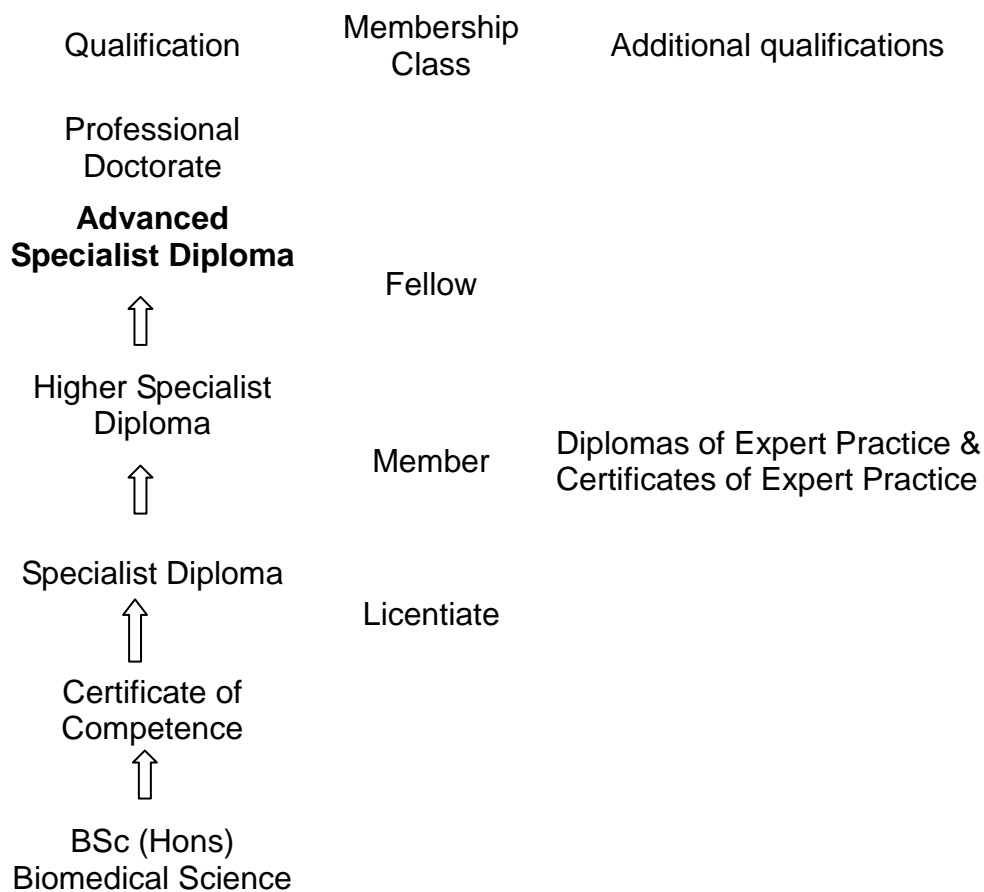 Qualification
Membership
Class
Additional qualifications
Professional
Doctorate
Advanced
Specialist Diploma
Fellow
Higher Specialist
Diploma
Member
Diplomas of Expert Practice &
Certificates of Expert Practice
Specialist Diploma
Licentiate
Certificate of
Competence
BSc (Hons)
Biomedical Science